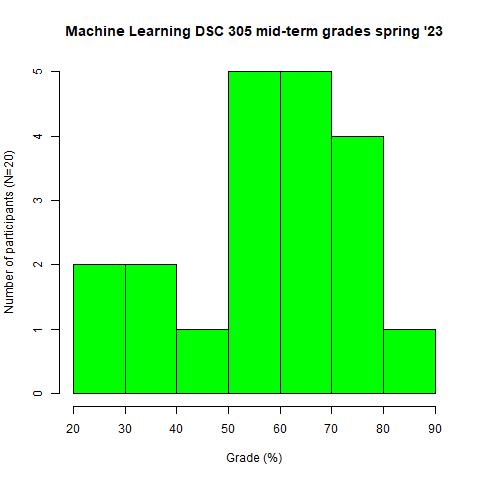 Machine Learning DSC 305 mid-term grades spring '23
Number of participants (N=20)
5
4
3
2
1
0
20 30 40 50 60 70 80 90
Grade (%)